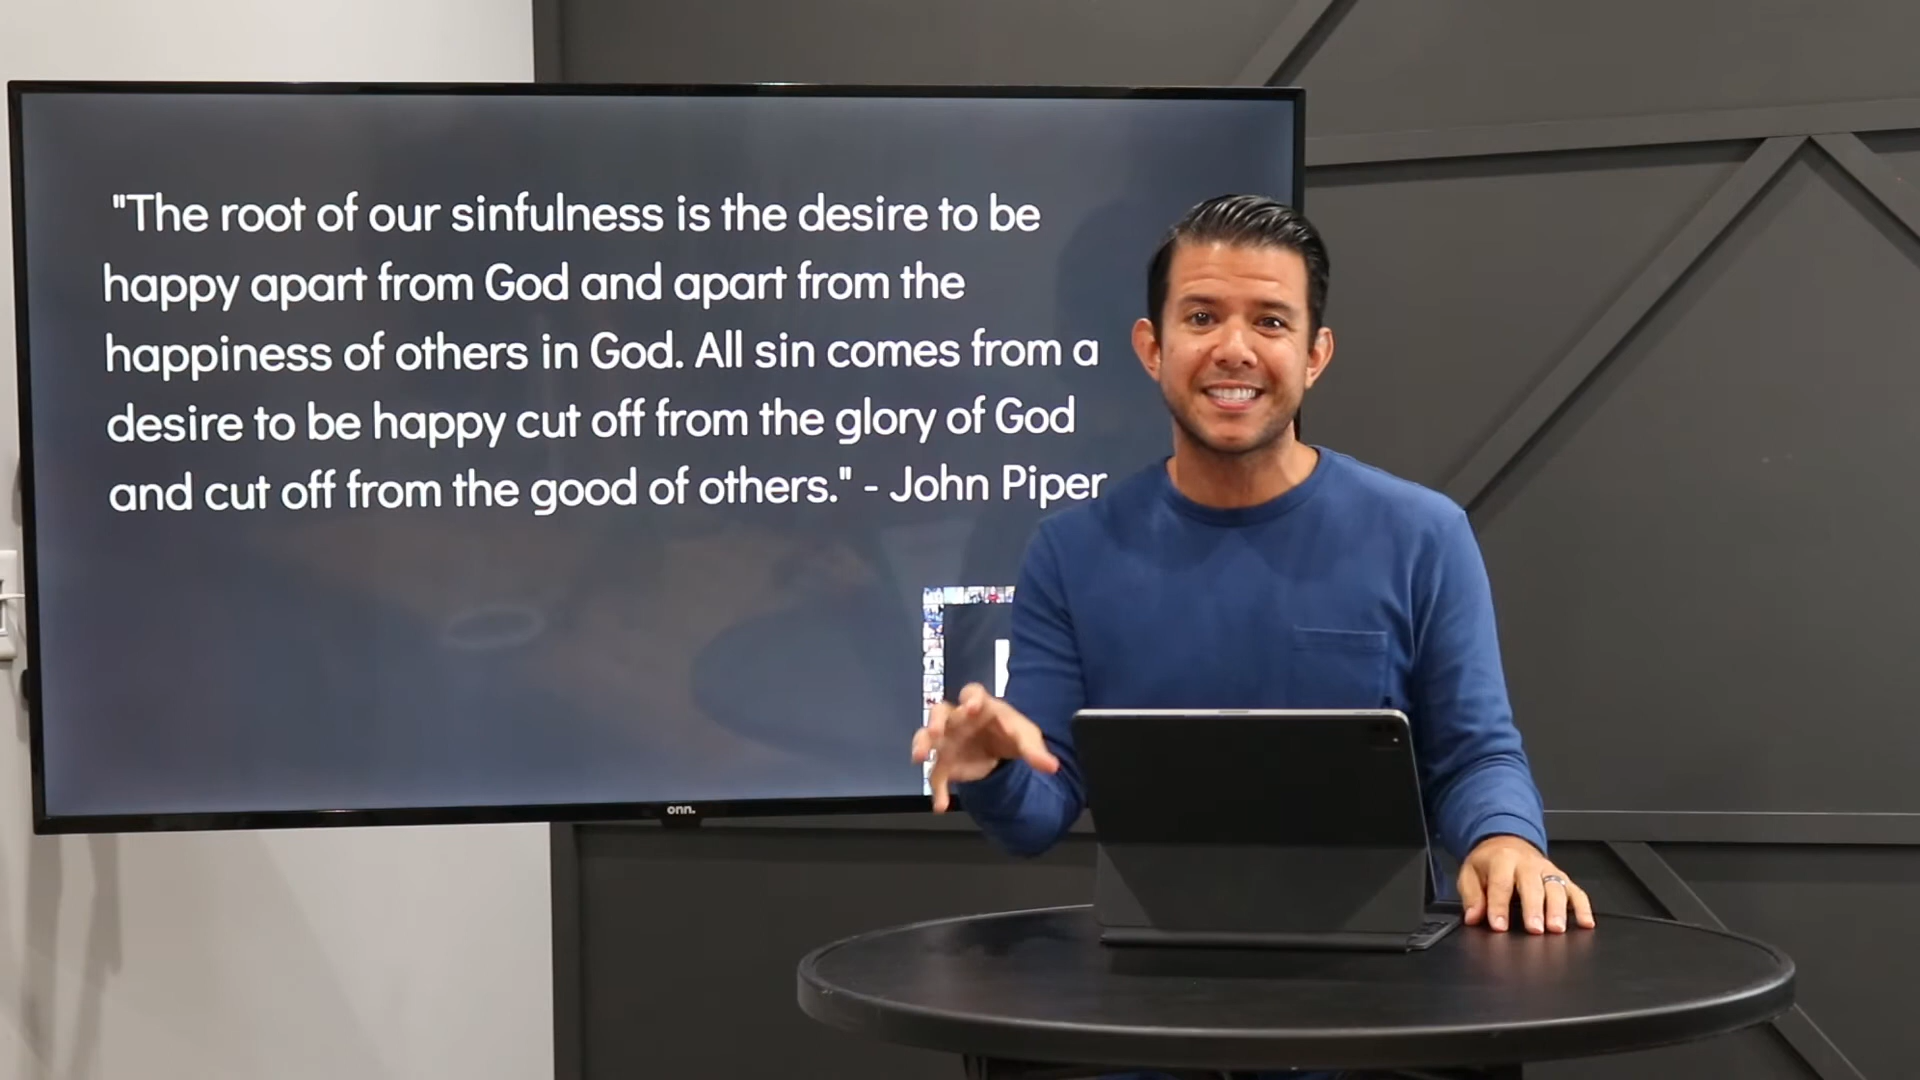 "The root of our sinfulness is the desire to be
happy apart from God and apart from the
happiness of others in God. All sin comes from a
desire to be happy cut off from the glory of God
and cut off from the good of others." - John Piper
onn.